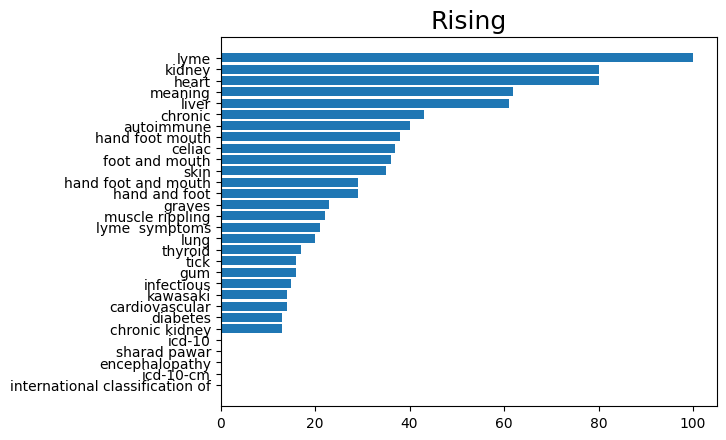 Rising
lyme
kidney
heart
meaning
liver
chronic
autoimmune
hand foot mouth
celiac
foot and mouth
skin
hand foot and mouth
hand and foot
graves
muscle rippling
lyme  symptoms
lung
thyroid
tick
gum
infectious
kawasaki
cardiovascular
diabetes
chronic kidney
icd-10
sharad pawar
encephalopathy
icd-10-cm
international classification of
0 20 40 60 80 100